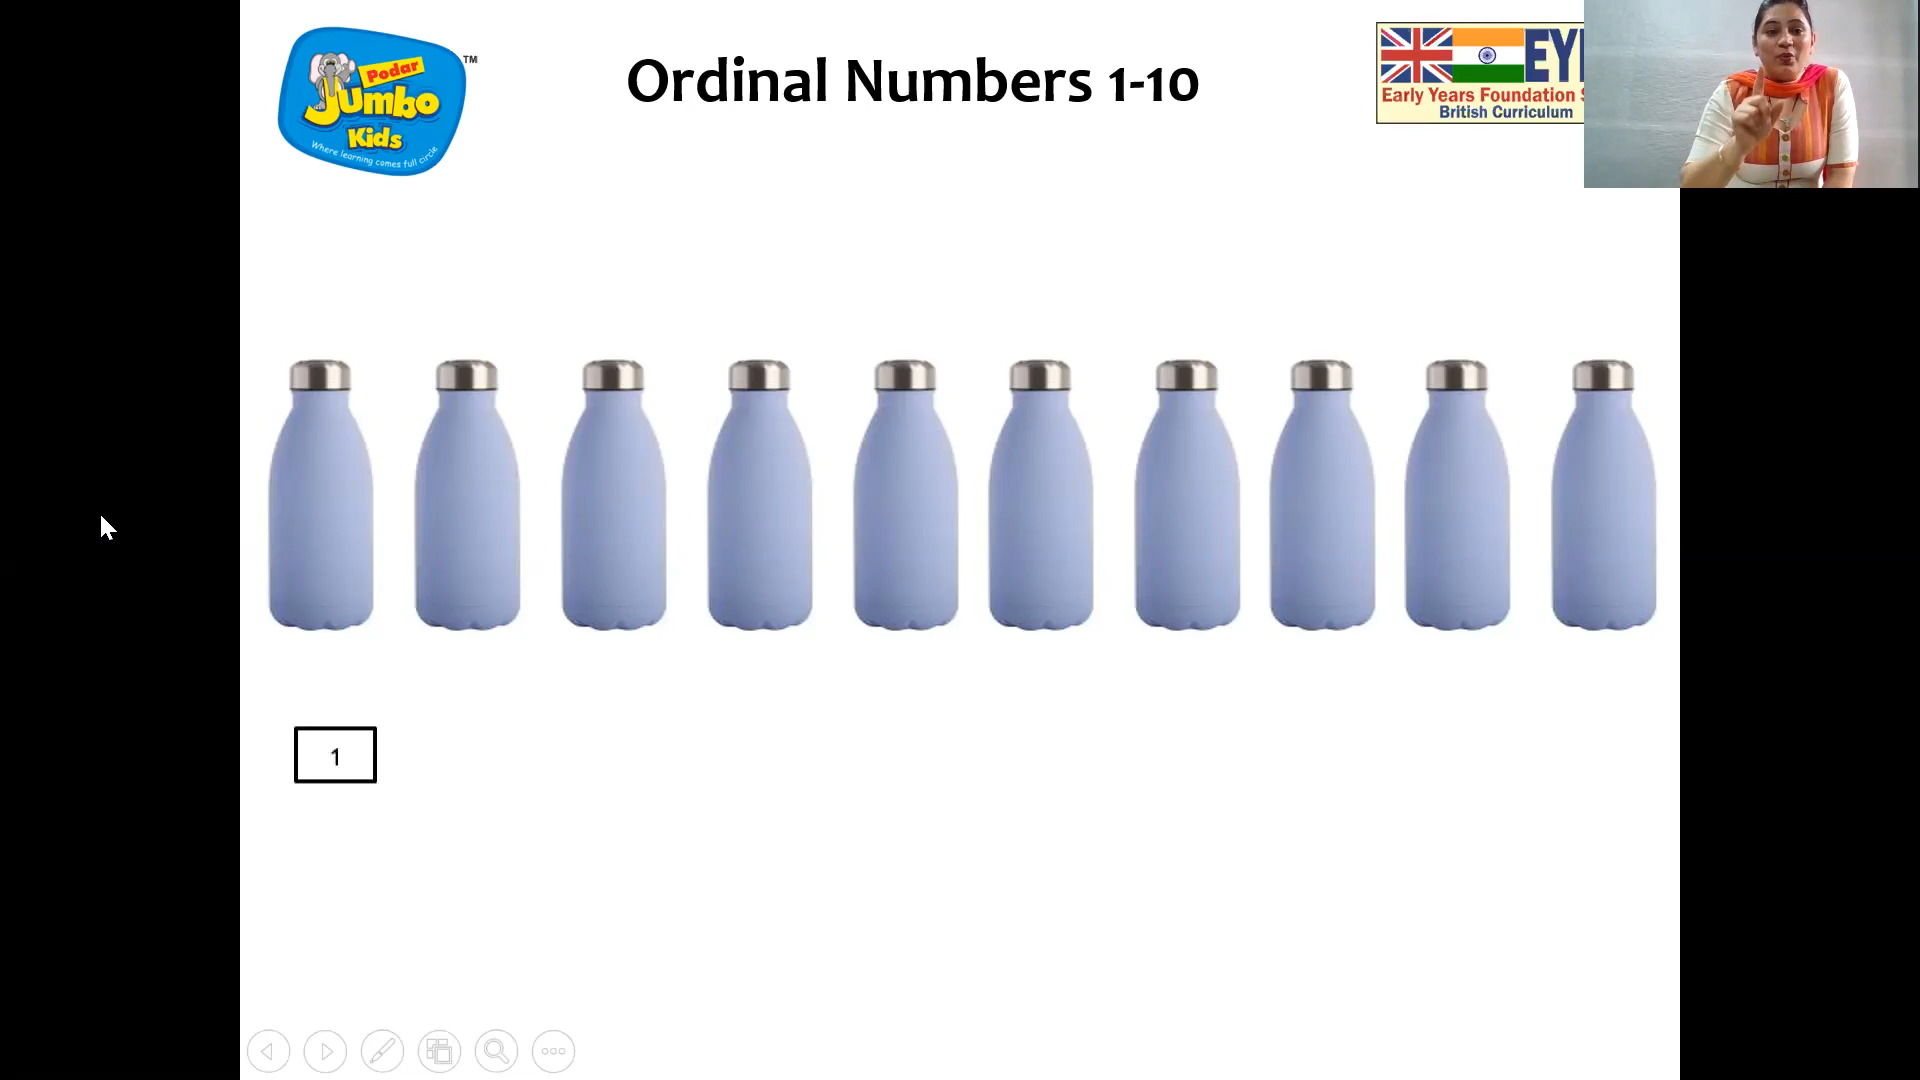 Podar
Jumbo
Kids
Where learning comes full circle
TM
Ordinal Numbers 1-10
Early Years Foundation
British Curriculum
1